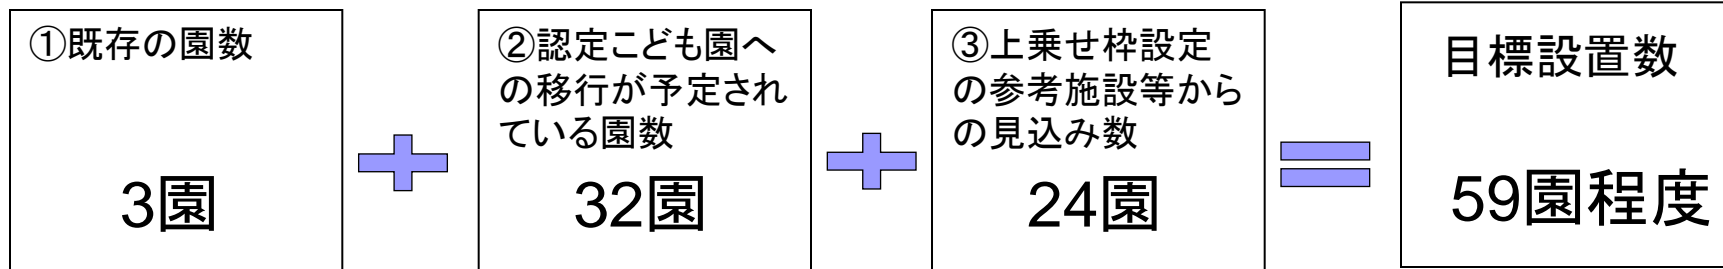 ①既存の園数
3園
②認定こども園へ
の移行が予定され
ている園数
32園
③上乗せ枠設定
の参考施設等から
の見込み数
24園
目標設置数
59園程度